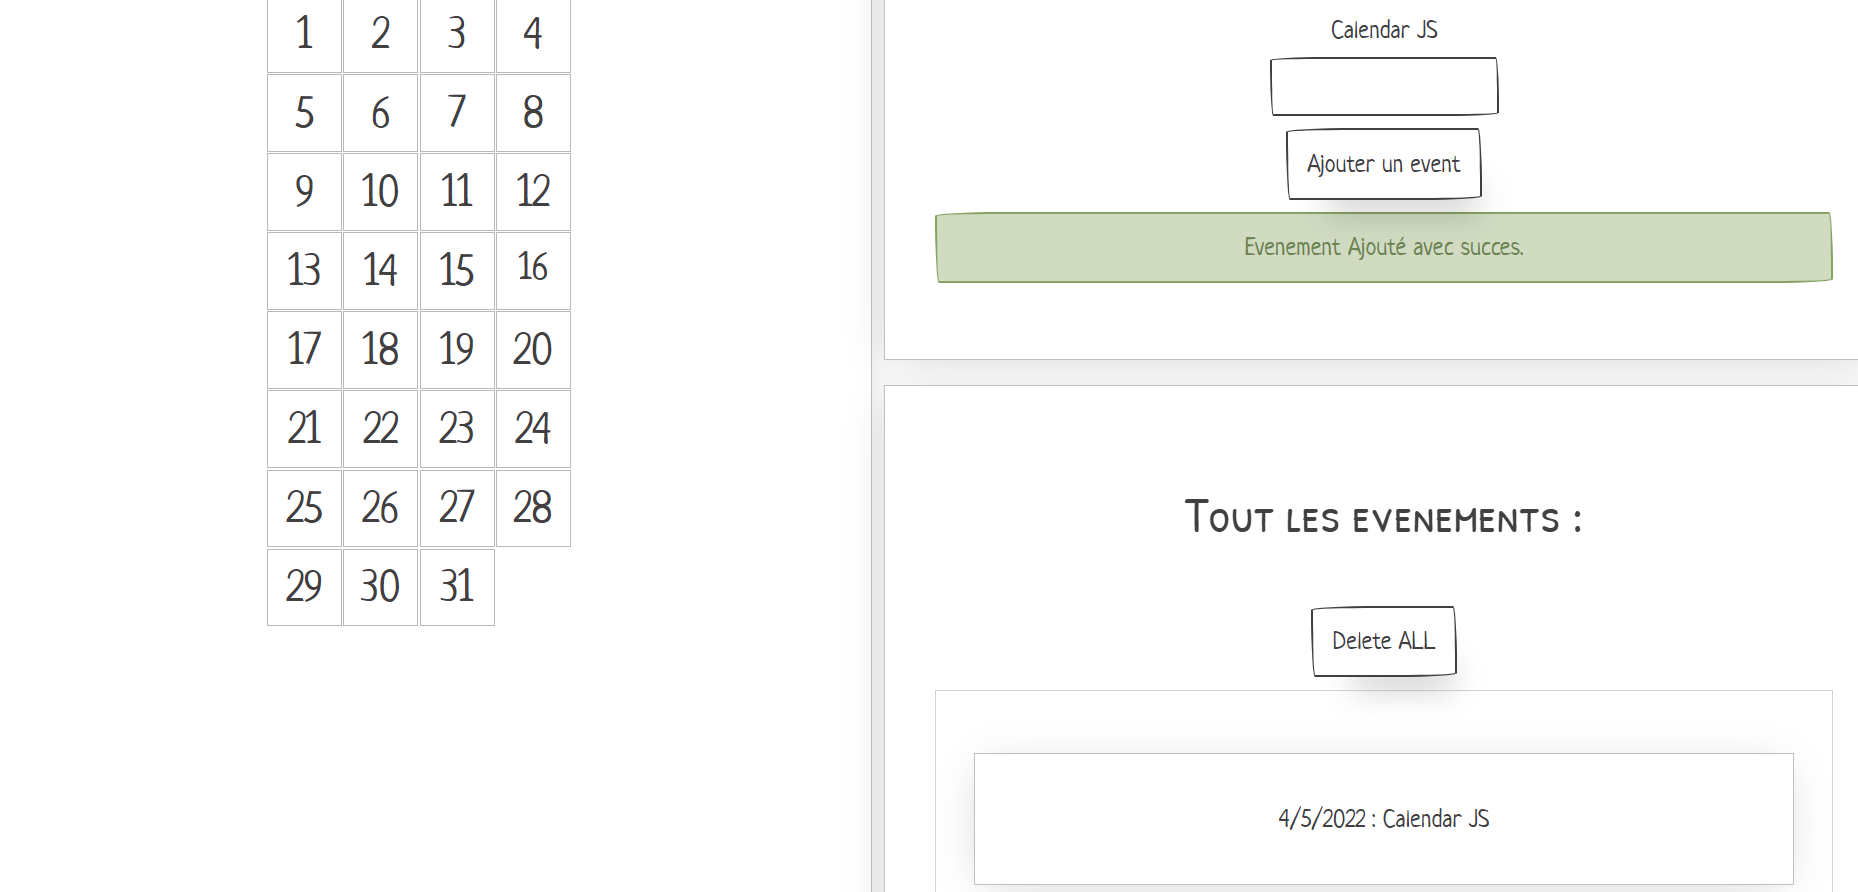 1 2 3 4
5 6 7 8
9 10 11 12
13 14 15 16
17 18 19 20
21 22 23 24
25 26 27 28
29 30 31
Calendar JS
Ajouter un event
Evenement Ajouté avec succes.
Tout les evenements :
Delete ALL
4/5/2022 : Calendar JS